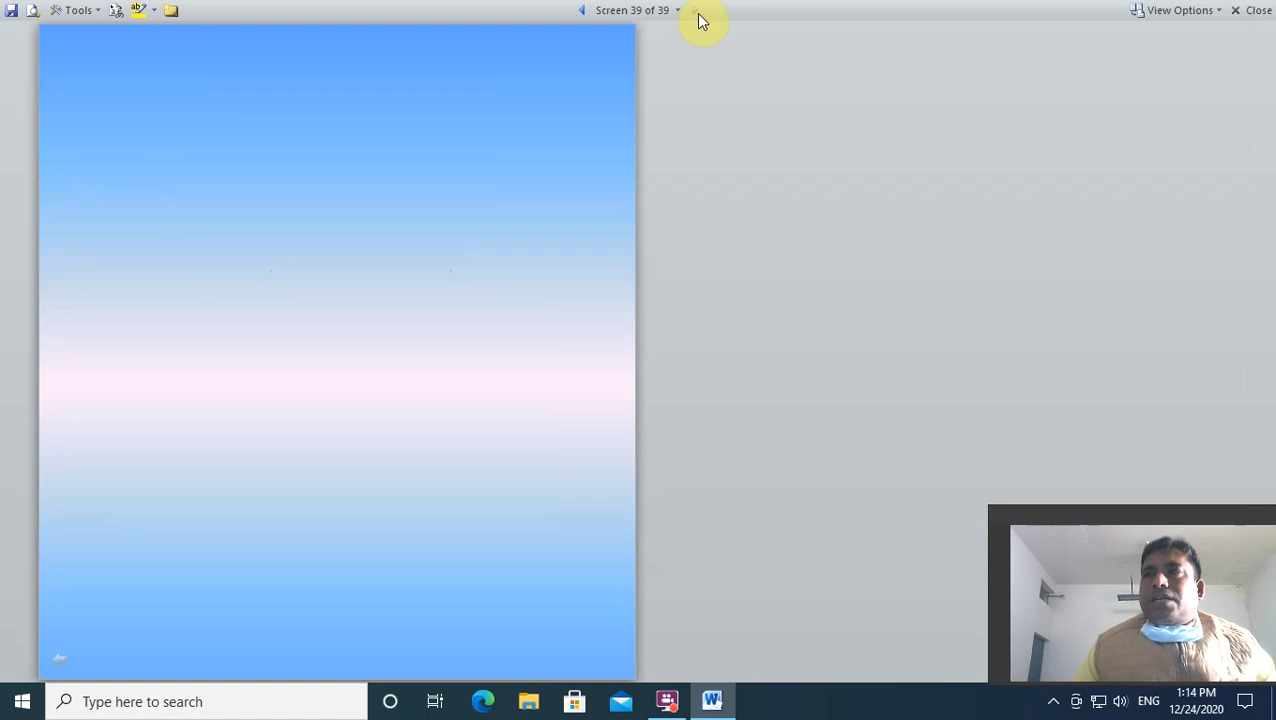 Tools
Screen 39 of 39
View Options
Close
Type here to search
ENG
1:14 PM
12/24/2020